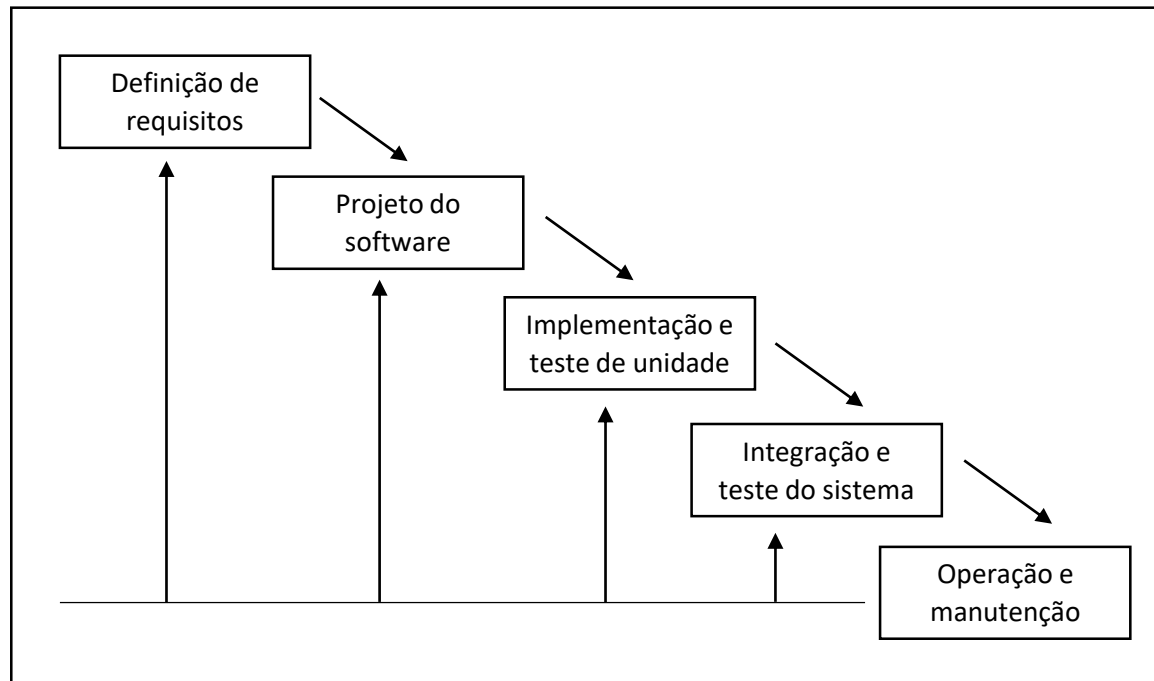 Definição de
requisitos
Projeto do
software
Implementação e
teste de unidade
Integração e
teste do sistema
Operação e
manutenção